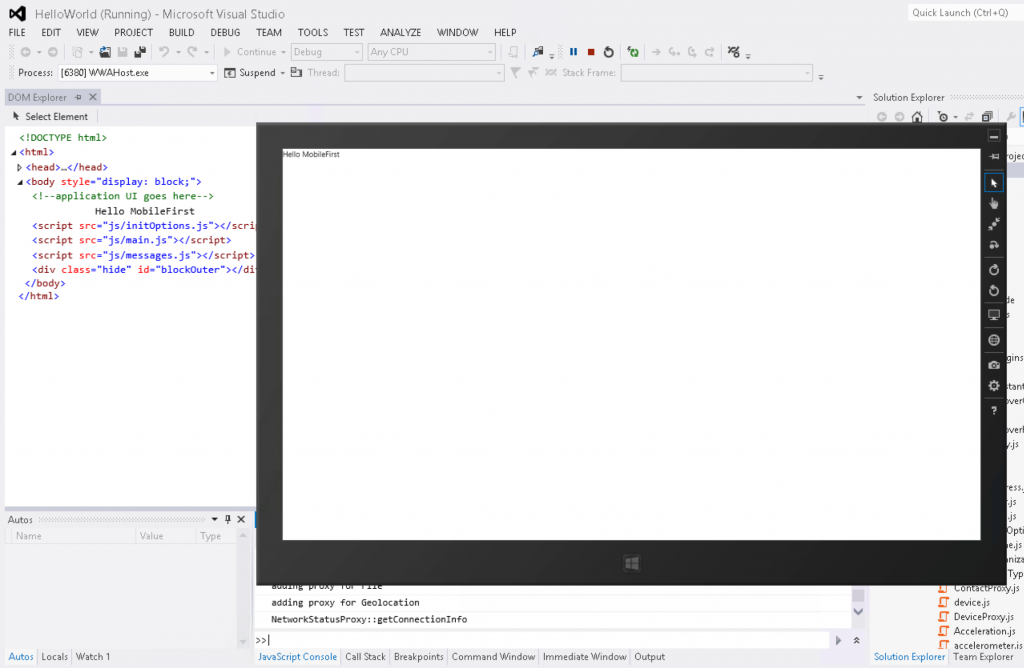 HelloWorld (Running) - Microsoft Visual Studio
Quick Launch (Ctrl+Q)
FILE EDIT VIEW PROJECT BUILD DEBUG TEAM TOOLS TEST ANALYZE WINDOW HELP
Continue Debug Any CPU
Process: [6380] WWAHost.exe Suspend Thread: Stack Frame:
DOM Explorer
Solution Explorer
Select Element
<!DOCTYPE html>
<html>
<head>…</head>
<body style="display: block;">
<!--application UI goes here-->
Hello MobileFirst
<script src="js/initOptions.js"></scri
<script src="js/main.js"></script>
<script src="js/messages.js"></script>
<div class="hide" id="blockOuter"></di
</body>
</html>
Hello MobileFirst
?
Autos
Name Value Type
adding proxy for File
adding proxy for Geolocation
NetworkStatusProxy::getConnectionInfo
>>
ContactProxy.js
device.js
DeviceProxy.js
Acceleration.js
accelerometer.js
Autos Locals Watch 1
JavaScript Console Call Stack Breakpoints Command Window Immediate Window Output
Solution Explorer Team Explorer